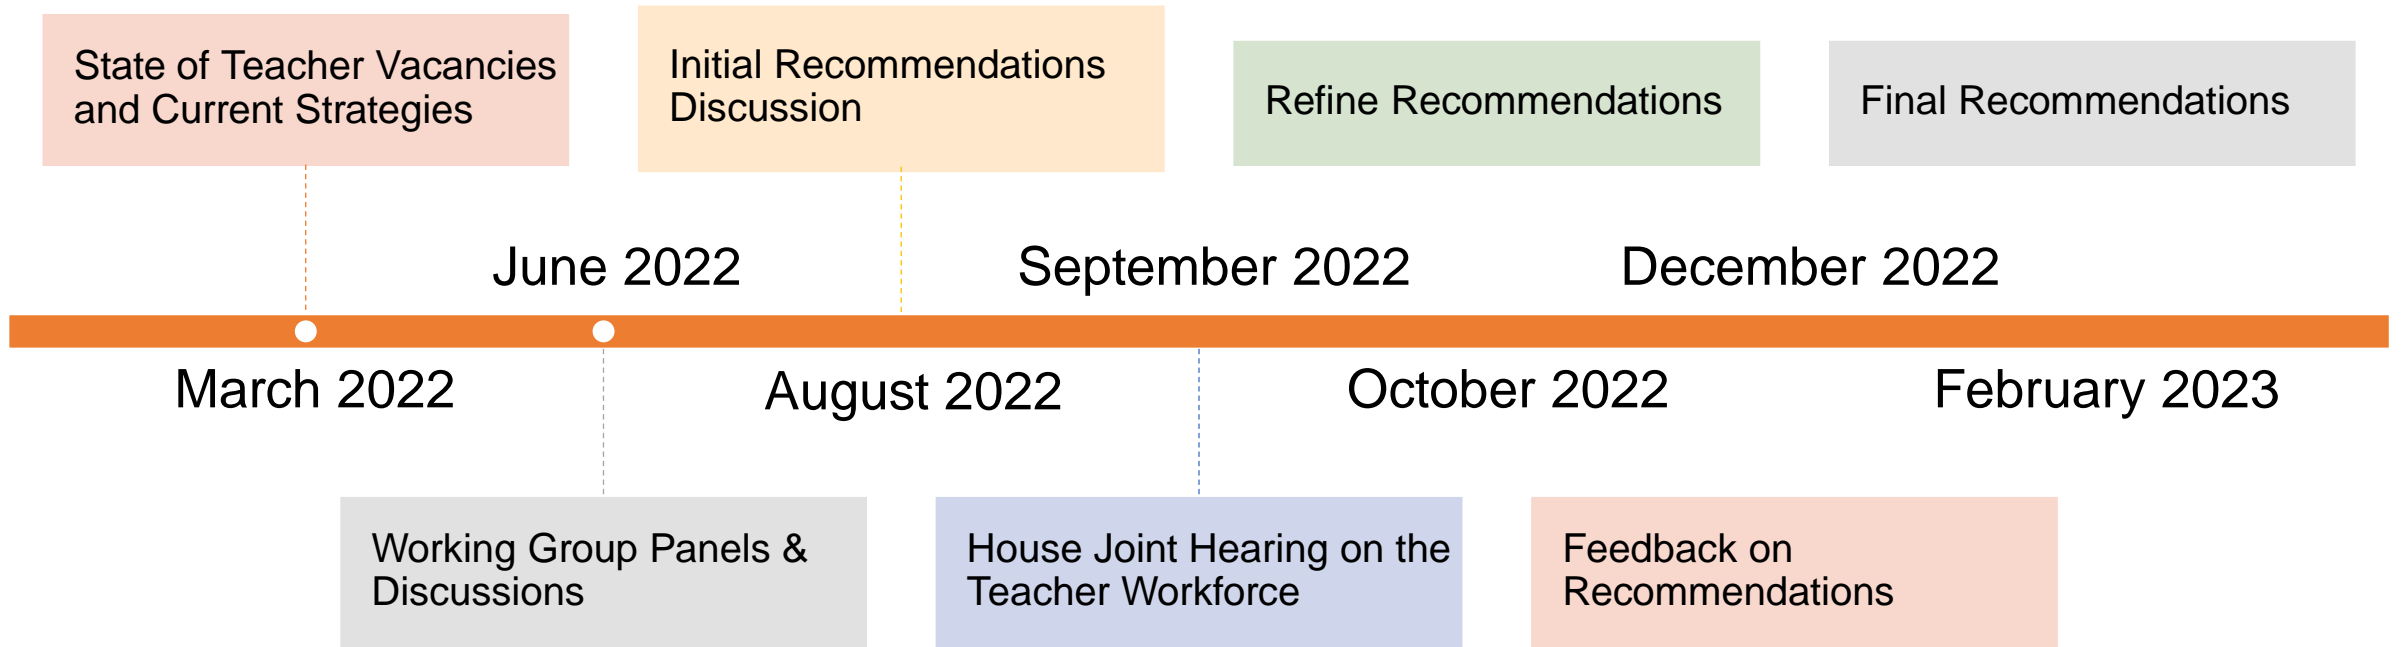 State of Teacher Vacancies
and Current Strategies
Initial Recommendations
Discussion
Refine Recommendations
Final Recommendations
June 2022
September 2022
December 2022
March 2022
August 2022
October 2022
February 2023
Working Group Panels &
Discussions
House Joint Hearing on the
Teacher Workforce
Feedback on
Recommendations